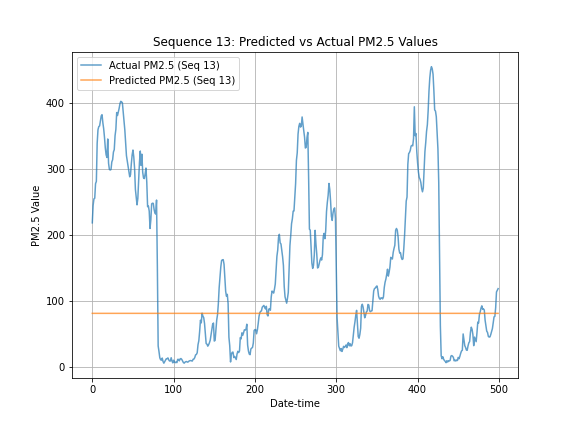 Sequence 13: Predicted vs Actual PM2.5 Values
Actual PM2.5 (Seq 13)
Predicted PM2.5 (Seq 13)
PM2.5 Value
400
300
200
100
0
0 100 200 300 400 500
Date-time